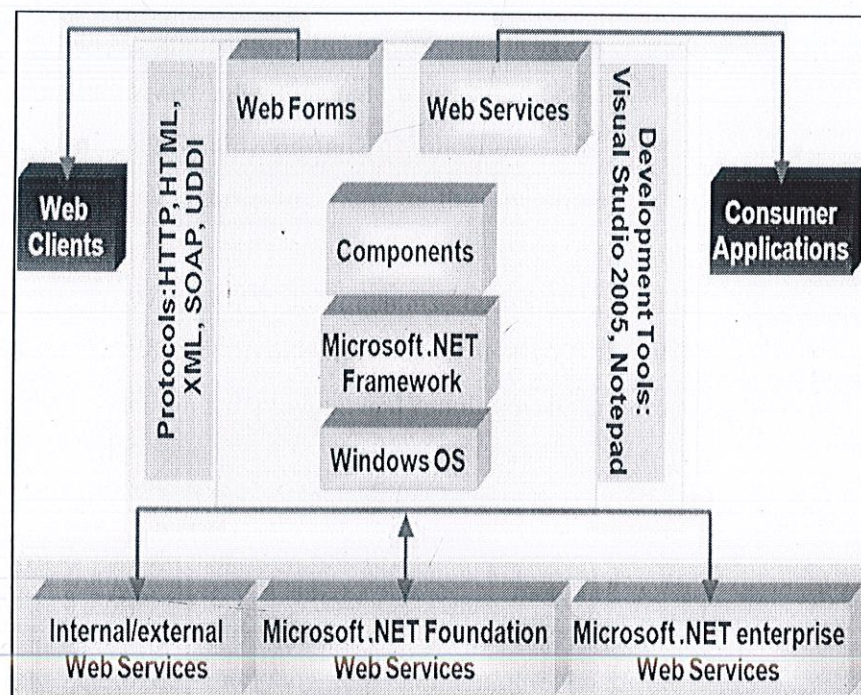 Web Forms
Web Services
Protocols:HTTP, HTML,
XML, SOAP, UDDI
Development Tools:
Visual Studio 2005, Notepad
Web
Clients
Consumer
Applications
Components
Microsoft .NET
Framework
Windows OS
Internal/external
Web Services
Microsoft .NET Foundation
Web Services
Microsoft .NET enterprise
Web Services